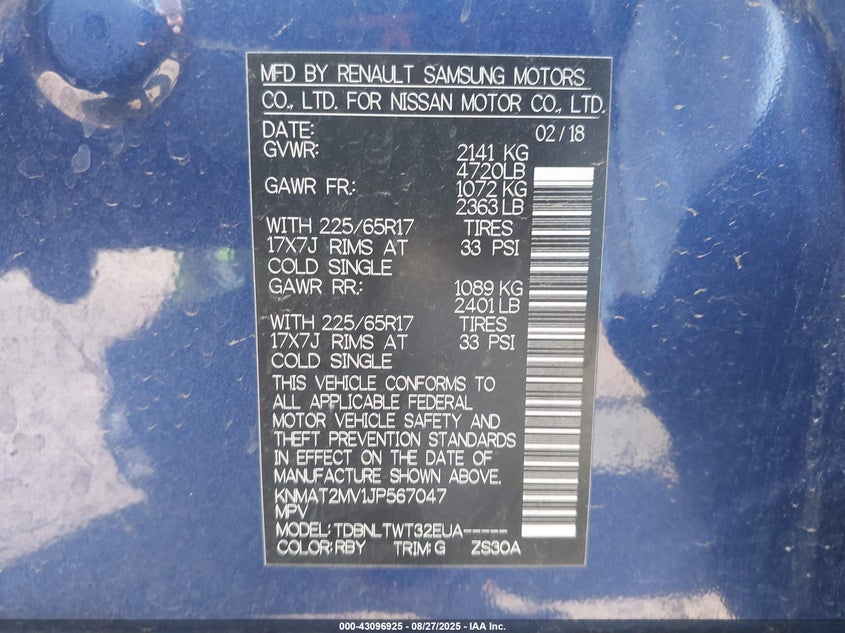 MFD BY RENAULT SAMSUNG MOTORS
CO., LTD. FOR NISSAN MOTOR CO., LTD.
DATE: 02/18
GVWR: 2141 KG
4720LB
GAWR FR: 1072 KG
2363 LB
WITH 225/65R17 TIRES
17X7J RIMS AT 33 PSI
COLD SINGLE
GAWR RR: 1089 KG
2401 LB
WITH 225/65R17 TIRES
17X7J RIMS AT 33 PSI
COLD SINGLE
THIS VEHICLE CONFORMS TO
ALL APPLICABLE FEDERAL
MOTOR VEHICLE SAFETY AND
THEFT PREVENTION STANDARDS
IN EFFECT ON THE DATE OF
MANUFACTURE SHOWN ABOVE.
KNMAT2MV1JP567047
MPV
MODEL: TDBNLTWT32EUA-----
COLOR: RBY TRIM: G ZS30A
000-43096925 - 08/27/2025 - IAA Inc.